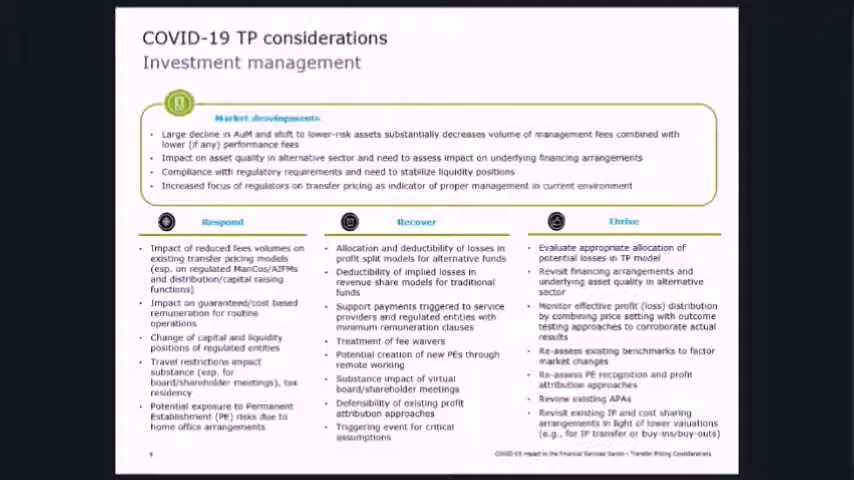 COVID-19 TP considerations
Investment management
Market developments
• Large decline in AuM and shift to lower-risk assets substantially decreases volume of management fees combined with
lower (if any) performance fees
• Impact on asset quality in alternative sector and need to assess impact on underlying financing arrangements
• Compliance with regulatory requirements and need to stabilize liquidity positions
• Increased focus of regulators on transfer pricing as indicator of proper management in current environment
Respond
• Impact of reduced fees volumes on
existing transfer pricing models
(esp. on regulated ManCos/AIFMs
and distribution/capital raising
functions)
• Impact on guaranteed/cost based
remuneration for routine
operations
• Change of capital and liquidity
positions of regulated entities
• Travel restrictions impact
substance (esp. for
board/shareholder meetings), tax
residency
• Potential exposure to Permanent
Establishment (PE) risks due to
home office arrangements
Recover
• Allocation and deductibility of losses in
profit split models for alternative funds
• Deductibility of implied losses in
revenue share models for traditional
funds
• Support payments triggered to service
providers and regulated entities with
minimum remuneration clauses
• Treatment of fee waivers
• Potential creation of new PEs through
remote working
• Substance impact of virtual
board/shareholder meetings
• Defensibility of existing profit
attribution approaches
• Triggering event for critical
assumptions
Thrive
• Evaluate appropriate allocation of
potential losses in TP model
• Revisit financing arrangements and
underlying asset quality in alternative
sector
• Monitor effective profit (loss) distribution
by combining price setting with outcome
testing approaches to corroborate actual
results
• Re-assess existing benchmarks to factor
market changes
• Re-assess PE recognition and profit
attribution approaches
• Review existing APAs
• Revisit existing IP and cost sharing
arrangements in light of lower valuations
(e.g., for IP transfer or buy-ins/buy-outs)
COVID-19 Impact to the Financial Services Sector - Transfer Pricing Considerations